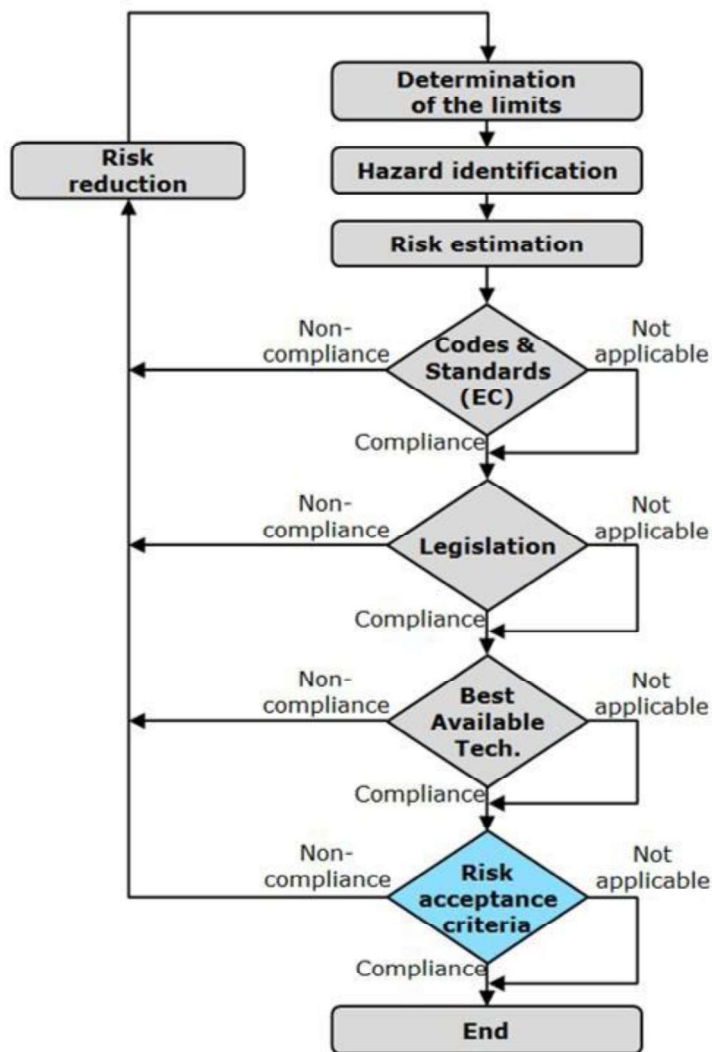 Determination
of the limits
Risk
reduction
Hazard identification
Risk estimation
Non-
compliance
Codes &
Standards
(EC)
Not
applicable
Compliance
Non-
compliance
Legislation
Not
applicable
Compliance
Non-
compliance
Best
Available
Tech.
Not
applicable
Compliance
Non-
compliance
Risk
acceptance
criteria
Not
applicable
Compliance
End